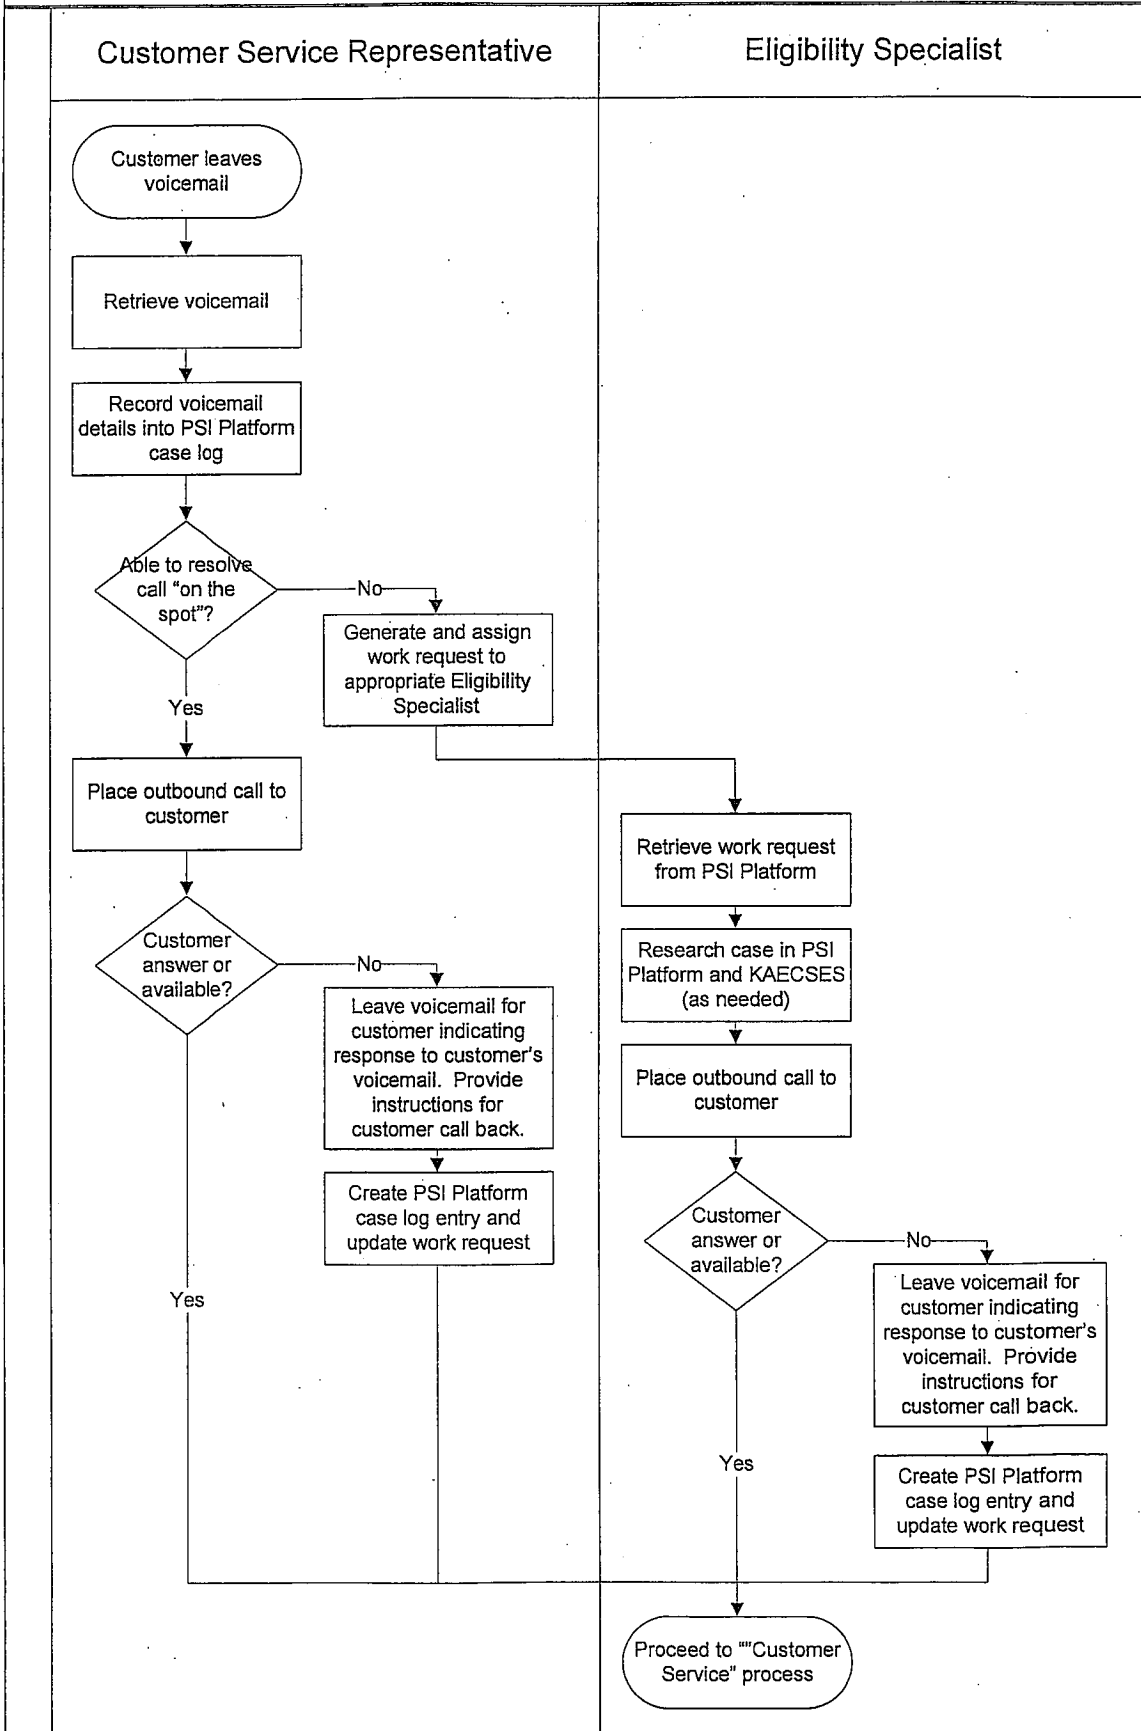 Customer Service Representative
Eligibility Specialist
Customer leaves
voicemail
Retrieve voicemail
Record voicemail
details into PSI Platform
case log
Able to resolve
call "on the
spot"?
No
Generate and assign
work request to
appropriate Eligibility
Specialist
Yes
Place outbound call to
customer
Retrieve work request
from PSI Platform
Customer
answer or
available?
No
Leave voicemail for
customer indicating
response to customer's
voicemail. Provide
instructions for
customer call back.
Research case in PSI
Platform and KAECSES
(as needed)
Place outbound call to
customer
Create PSI Platform
case log entry and
update work request
Customer
answer or
available?
No
Leave voicemail for
customer indicating
response to customer's
voicemail. Provide
instructions for
customer call back.
Yes
Yes
Create PSI Platform
case log entry and
update work request
Proceed to ""Customer
Service" process